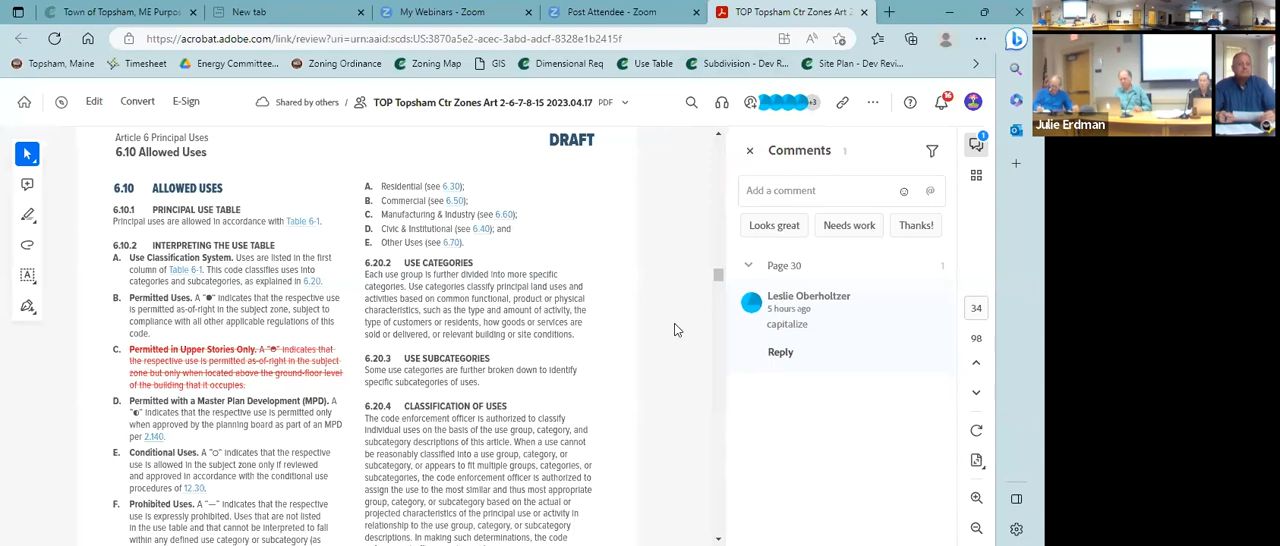 Town of Topsham, ME Purpo
New tab
My Webinars - Zoom
Post Attendee - Zoom
TOP Topsham Ctr Zones Art 2
https://acrobat.adobe.com/link/review?uri=urn:aaid:scds:US:3870a5e2-acec-3abd-adcf-8328e1b2415f
Topsham, Maine
Timesheet
Energy Committee...
Zoning Ordinance
Zoning Map
GIS
Dimensional Req
Use Table
Subdivision - Dev R...
Site Plan - Dev Revi...
Edit
Convert
E-Sign
Shared by others /
TOP Topsham Ctr Zones Art 2-6-7-8-15 2023.04.17
PDF
+3
16
Article 6 Principal Uses
6.10 Allowed Uses
DRAFT
6.10 ALLOWED USES
6.10.1 PRINCIPAL USE TABLE
Principal uses are allowed in accordance with Table 6-1.
6.10.2 INTERPRETING THE USE TABLE
A. Use Classification System. Uses are listed in the first
column of Table 6-1. This code classifies uses into
categories and subcategories, as explained in 6.20.
B. Permitted Uses. A "●" indicates that the respective use
is permitted as-of-right in the subject zone, subject to
compliance with all other applicable regulations of this
code.
C. Permitted in Upper Stories Only. A "◓" indicates that
the respective use is permitted as-of-right in the subject
zone but only when located above the ground-floor level
of the building that it occupies.
D. Permitted with a Master Plan Development (MPD). A
"◐" indicates that the respective use is permitted only
when approved by the planning board as part of an MPD
per 2.140.
E. Conditional Uses. A "○" indicates that the respective
use is allowed in the subject zone only if reviewed
and approved in accordance with the conditional use
procedures of 12.30.
F. Prohibited Uses. A "—" indicates that the respective use
is expressly prohibited. Uses that are not listed
in the use table and that cannot be interpreted to fall
within any defined use category or subcategory (as
A. Residential (see 6.30);
B. Commercial (see 6.50);
C. Manufacturing & Industry (see 6.60);
D. Civic & Institutional (see 6.40); and
E. Other Uses (see 6.70).
6.20.2 USE CATEGORIES
Each use group is further divided into more specific
categories. Use categories classify principal land uses and
activities based on common functional, product or physical
characteristics, such as the type and amount of activity, the
type of customers or residents, how goods or services are
sold or delivered, or relevant building or site conditions.
6.20.3 USE SUBCATEGORIES
Some use categories are further broken down to identify
specific subcategories of uses.
6.20.4 CLASSIFICATION OF USES
The code enforcement officer is authorized to classify
individual uses on the basis of the use group, category, and
subcategory descriptions of this article. When a use cannot
be reasonably classified into a use group, category, or
subcategory, or appears to fit multiple groups, categories, or
subcategories, the code enforcement officer is authorized to
assign the use to the most similar and thus most appropriate
group, category, or subcategory based on the actual or
projected characteristics of the principal use or activity in
relationship to the use group, category, or subcategory
descriptions. In making such determinations, the code
Comments 1
Add a comment
Looks great
Needs work
Thanks!
Page 30
1
Leslie Oberholtzer
5 hours ago
capitalize
Reply
1
34
98
Julie Erdman